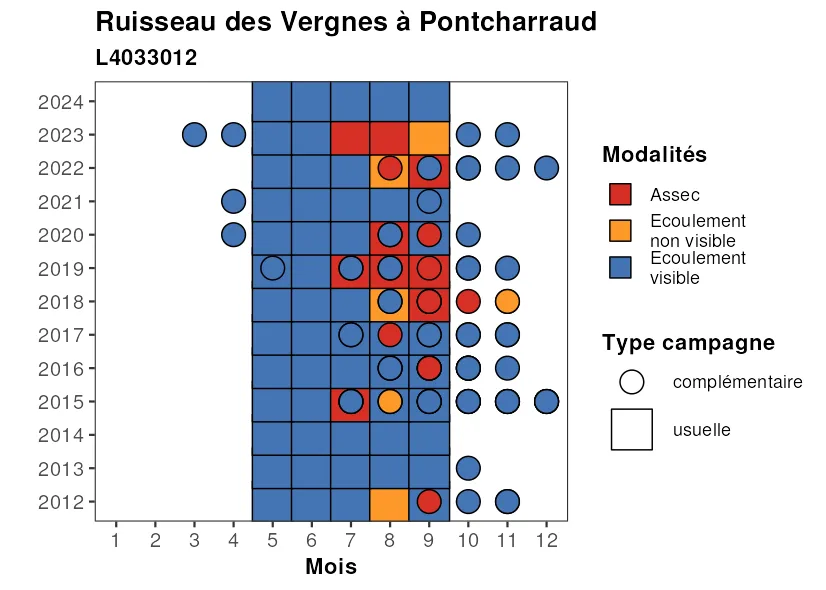 Ruisseau des Vergnes à Pontcharraud
L4033012
2024
2023
2022
2021
2020
2019
2018
2017
2016
2015
2014
2013
2012
1 2 3 4 5 6 7 8 9 10 11 12
Mois
Modalités
Assec
Ecoulement
non visible
Ecoulement
visible
Type campagne
complémentaire
usuelle